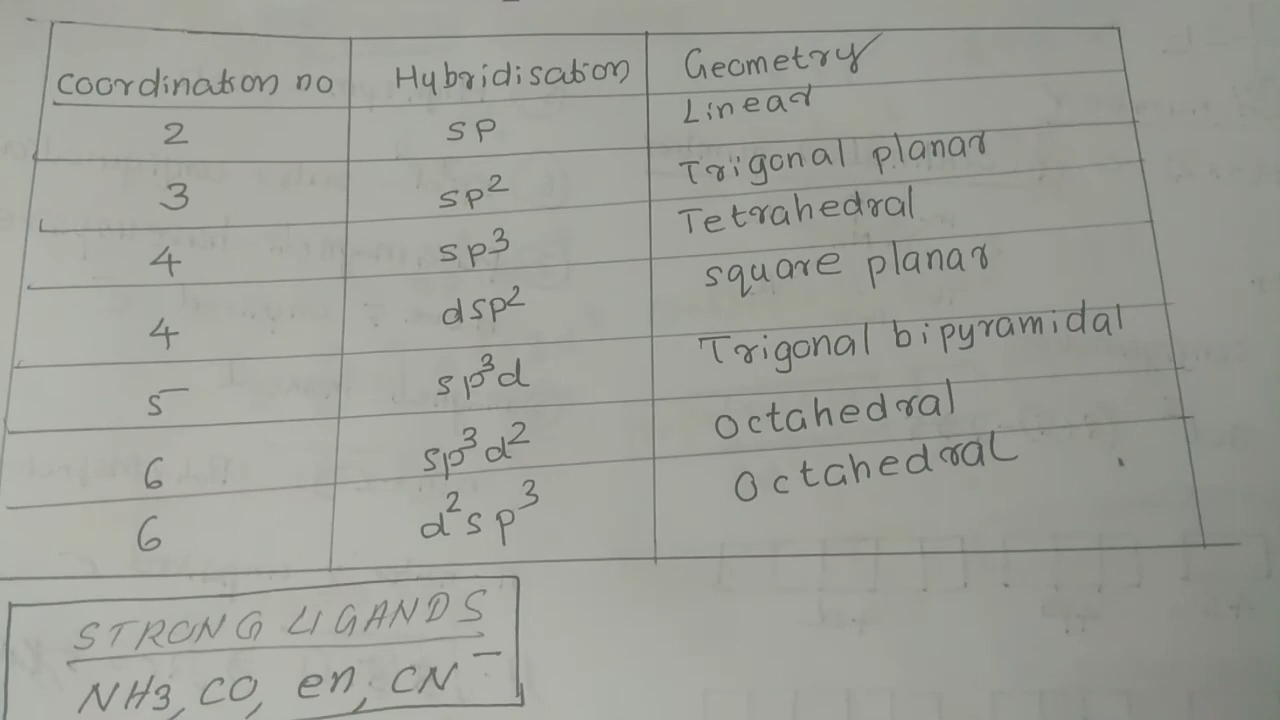 Coordination no Hybridisation Geometry
2 sp Linear
3 sp² Trigonal planar
4 sp³ Tetrahedral
4 dsp² square planar
5 sp³d Trigonal bipyramidal
6 sp³d² octahedral
6 d²sp³ octahedral
STRONG LIGANDS
NH3, CO, en, CN⁻